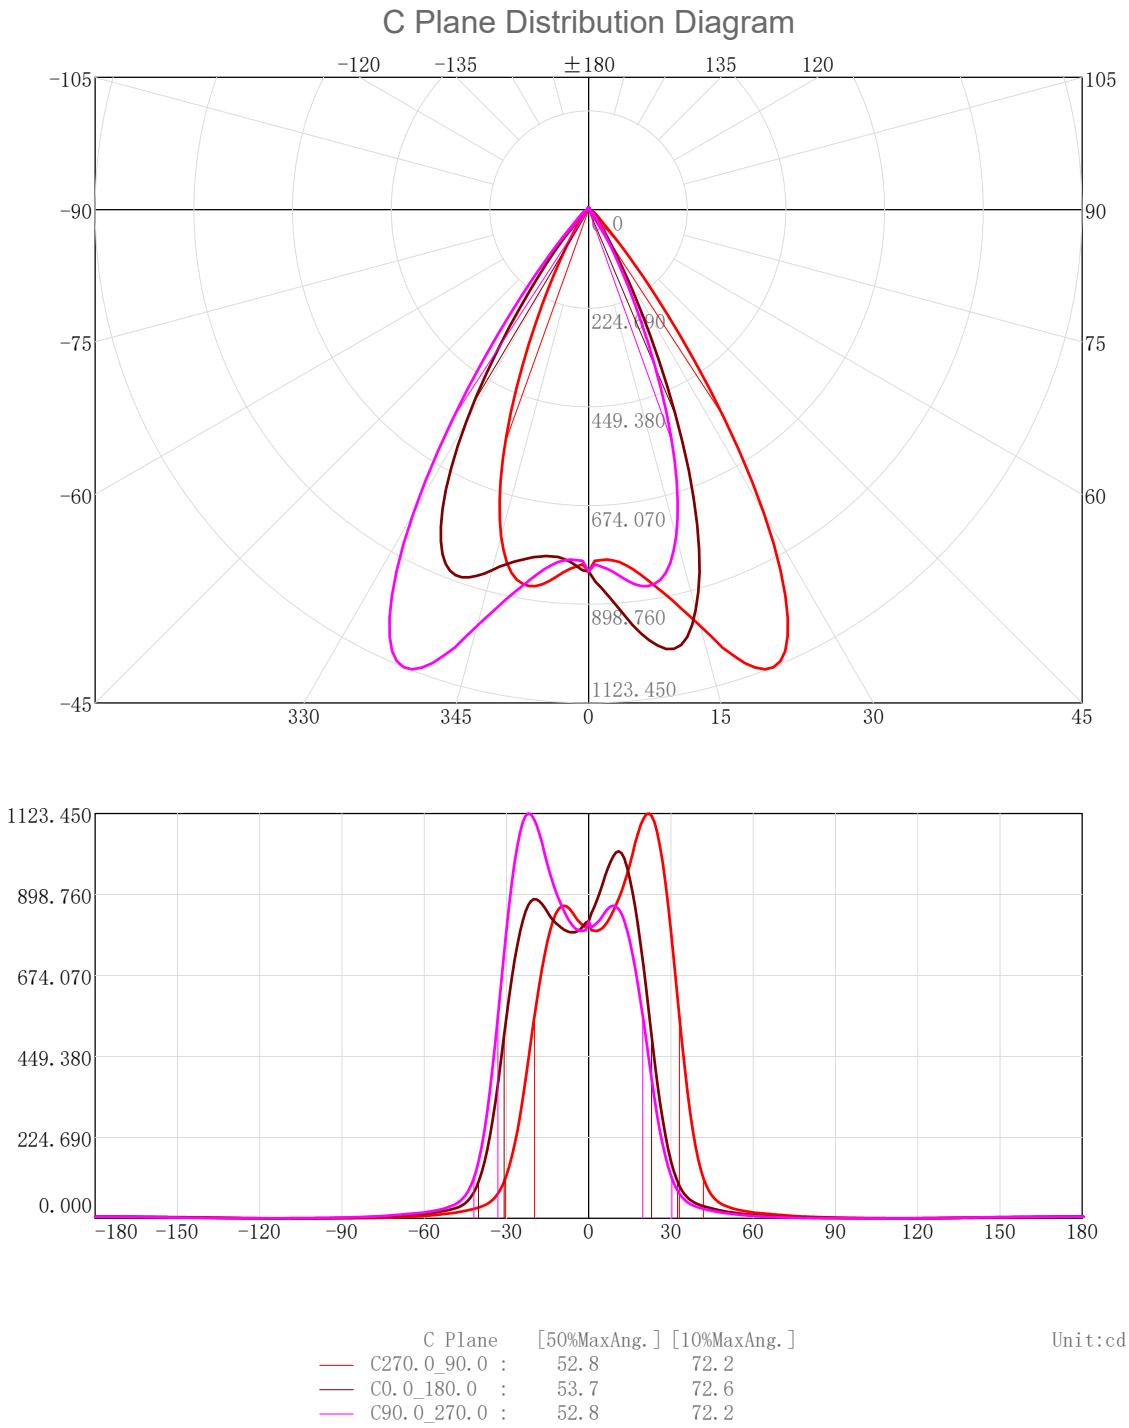 C Plane Distribution Diagram
-120 -135 ±180 135 120
-105 105
-90 90
0
224.690
-75 75
449.380
-60 60
674.070
898.760
1123.450
-45 330 345 0 15 30 45
1123.450
898.760
674.070
449.380
224.690
0.000
-180 -150 -120 -90 -60 -30 0 30 60 90 120 150 180
C Plane [50%MaxAng.] [10%MaxAng.] Unit:cd
C270.0_90.0 : 52.8 72.2
C0.0_180.0 : 53.7 72.6
C90.0_270.0 : 52.8 72.2